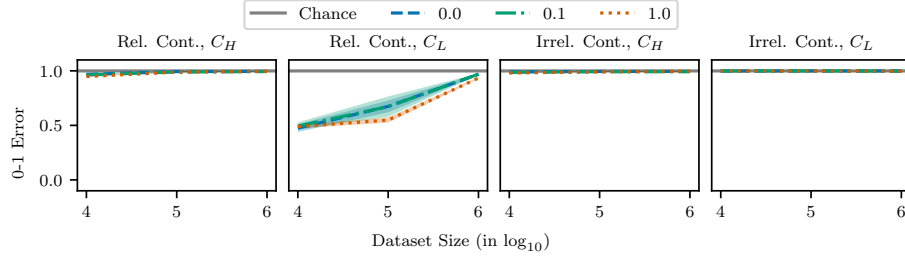 Chance 0.0 0.1 1.0
Rel. Cont., C_H Rel. Cont., C_L Irrel. Cont., C_H Irrel. Cont., C_L
1.0
0.5
0.0
0-1 Error
4 5 6 4 5 6 4 5 6 4 5 6
Dataset Size (in log₁₀)